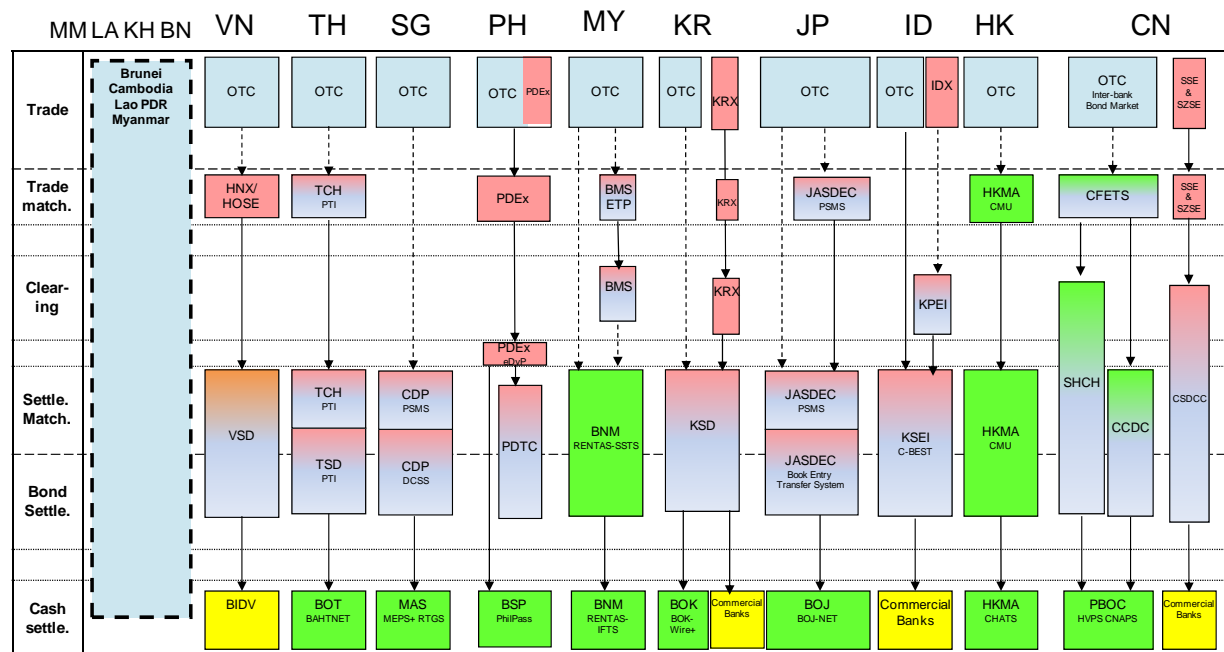 MM LA KH BN
VN
TH
SG
PH
MY
KR
JP
ID
HK
CN
Trade
Brunei
Cambodia
Lao PDR
Myanmar
OTC
OTC
OTC
OTC
PDEx
OTC
OTC
KRX
OTC
OTC
IDX
OTC
OTC
Inter-bank
Bond Market
SSE
&
SZSE
Trade
match.
HNX/
HOSE
TCH
PTI
PDEx
BMS
ETP
KRX
JASDEC
PSMS
HKMA
CMU
CFETS
SSE
&
SZSE
Clear-
ing
BMS
KRX
KPEI
PDEx
eDvP
Settle.
Match.
VSD
TCH
PTI
CDP
PSMS
PDTC
BNM
RENTAS-SSTS
KSD
JASDEC
PSMS
KSEI
C-BEST
HKMA
CMU
SHCH
CCDC
CSDCC
Bond
Settle.
TSD
PTI
CDP
DCSS
JASDEC
Book Entry
Transfer System
Cash
settle.
BIDV
BOT
BAHTNET
MAS
MEPS+ RTGS
BSP
PhilPass
BNM
RENTAS-
IFTS
BOK
BOK-
Wire+
Commercial
Banks
BOJ
BOJ-NET
Commercial
Banks
HKMA
CHATS
PBOC
HVPS CNAPS
Commercial
Banks